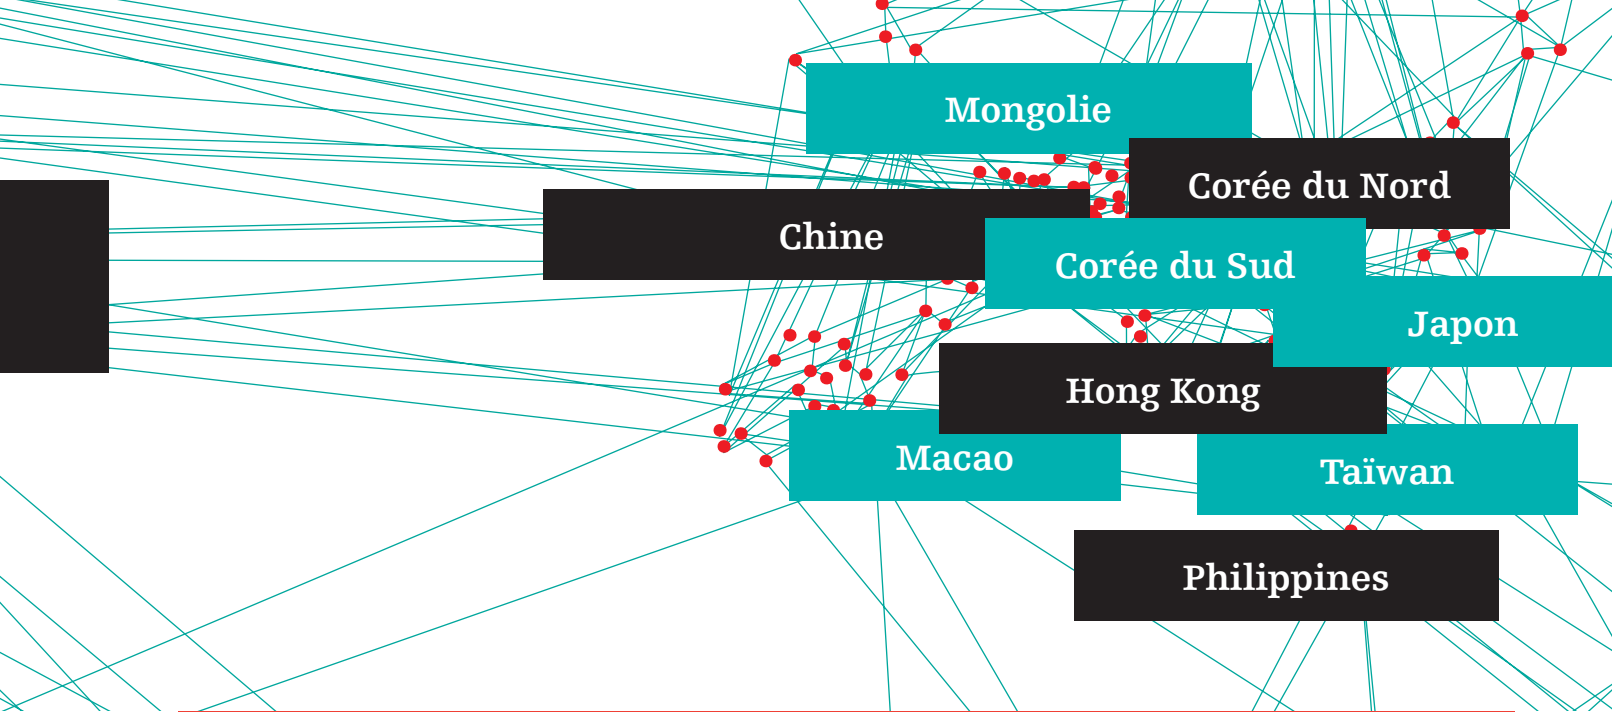 Mongolie
Corée du Nord
Chine
Corée du Sud
Japon
Hong Kong
Macao
Taïwan
Philippines